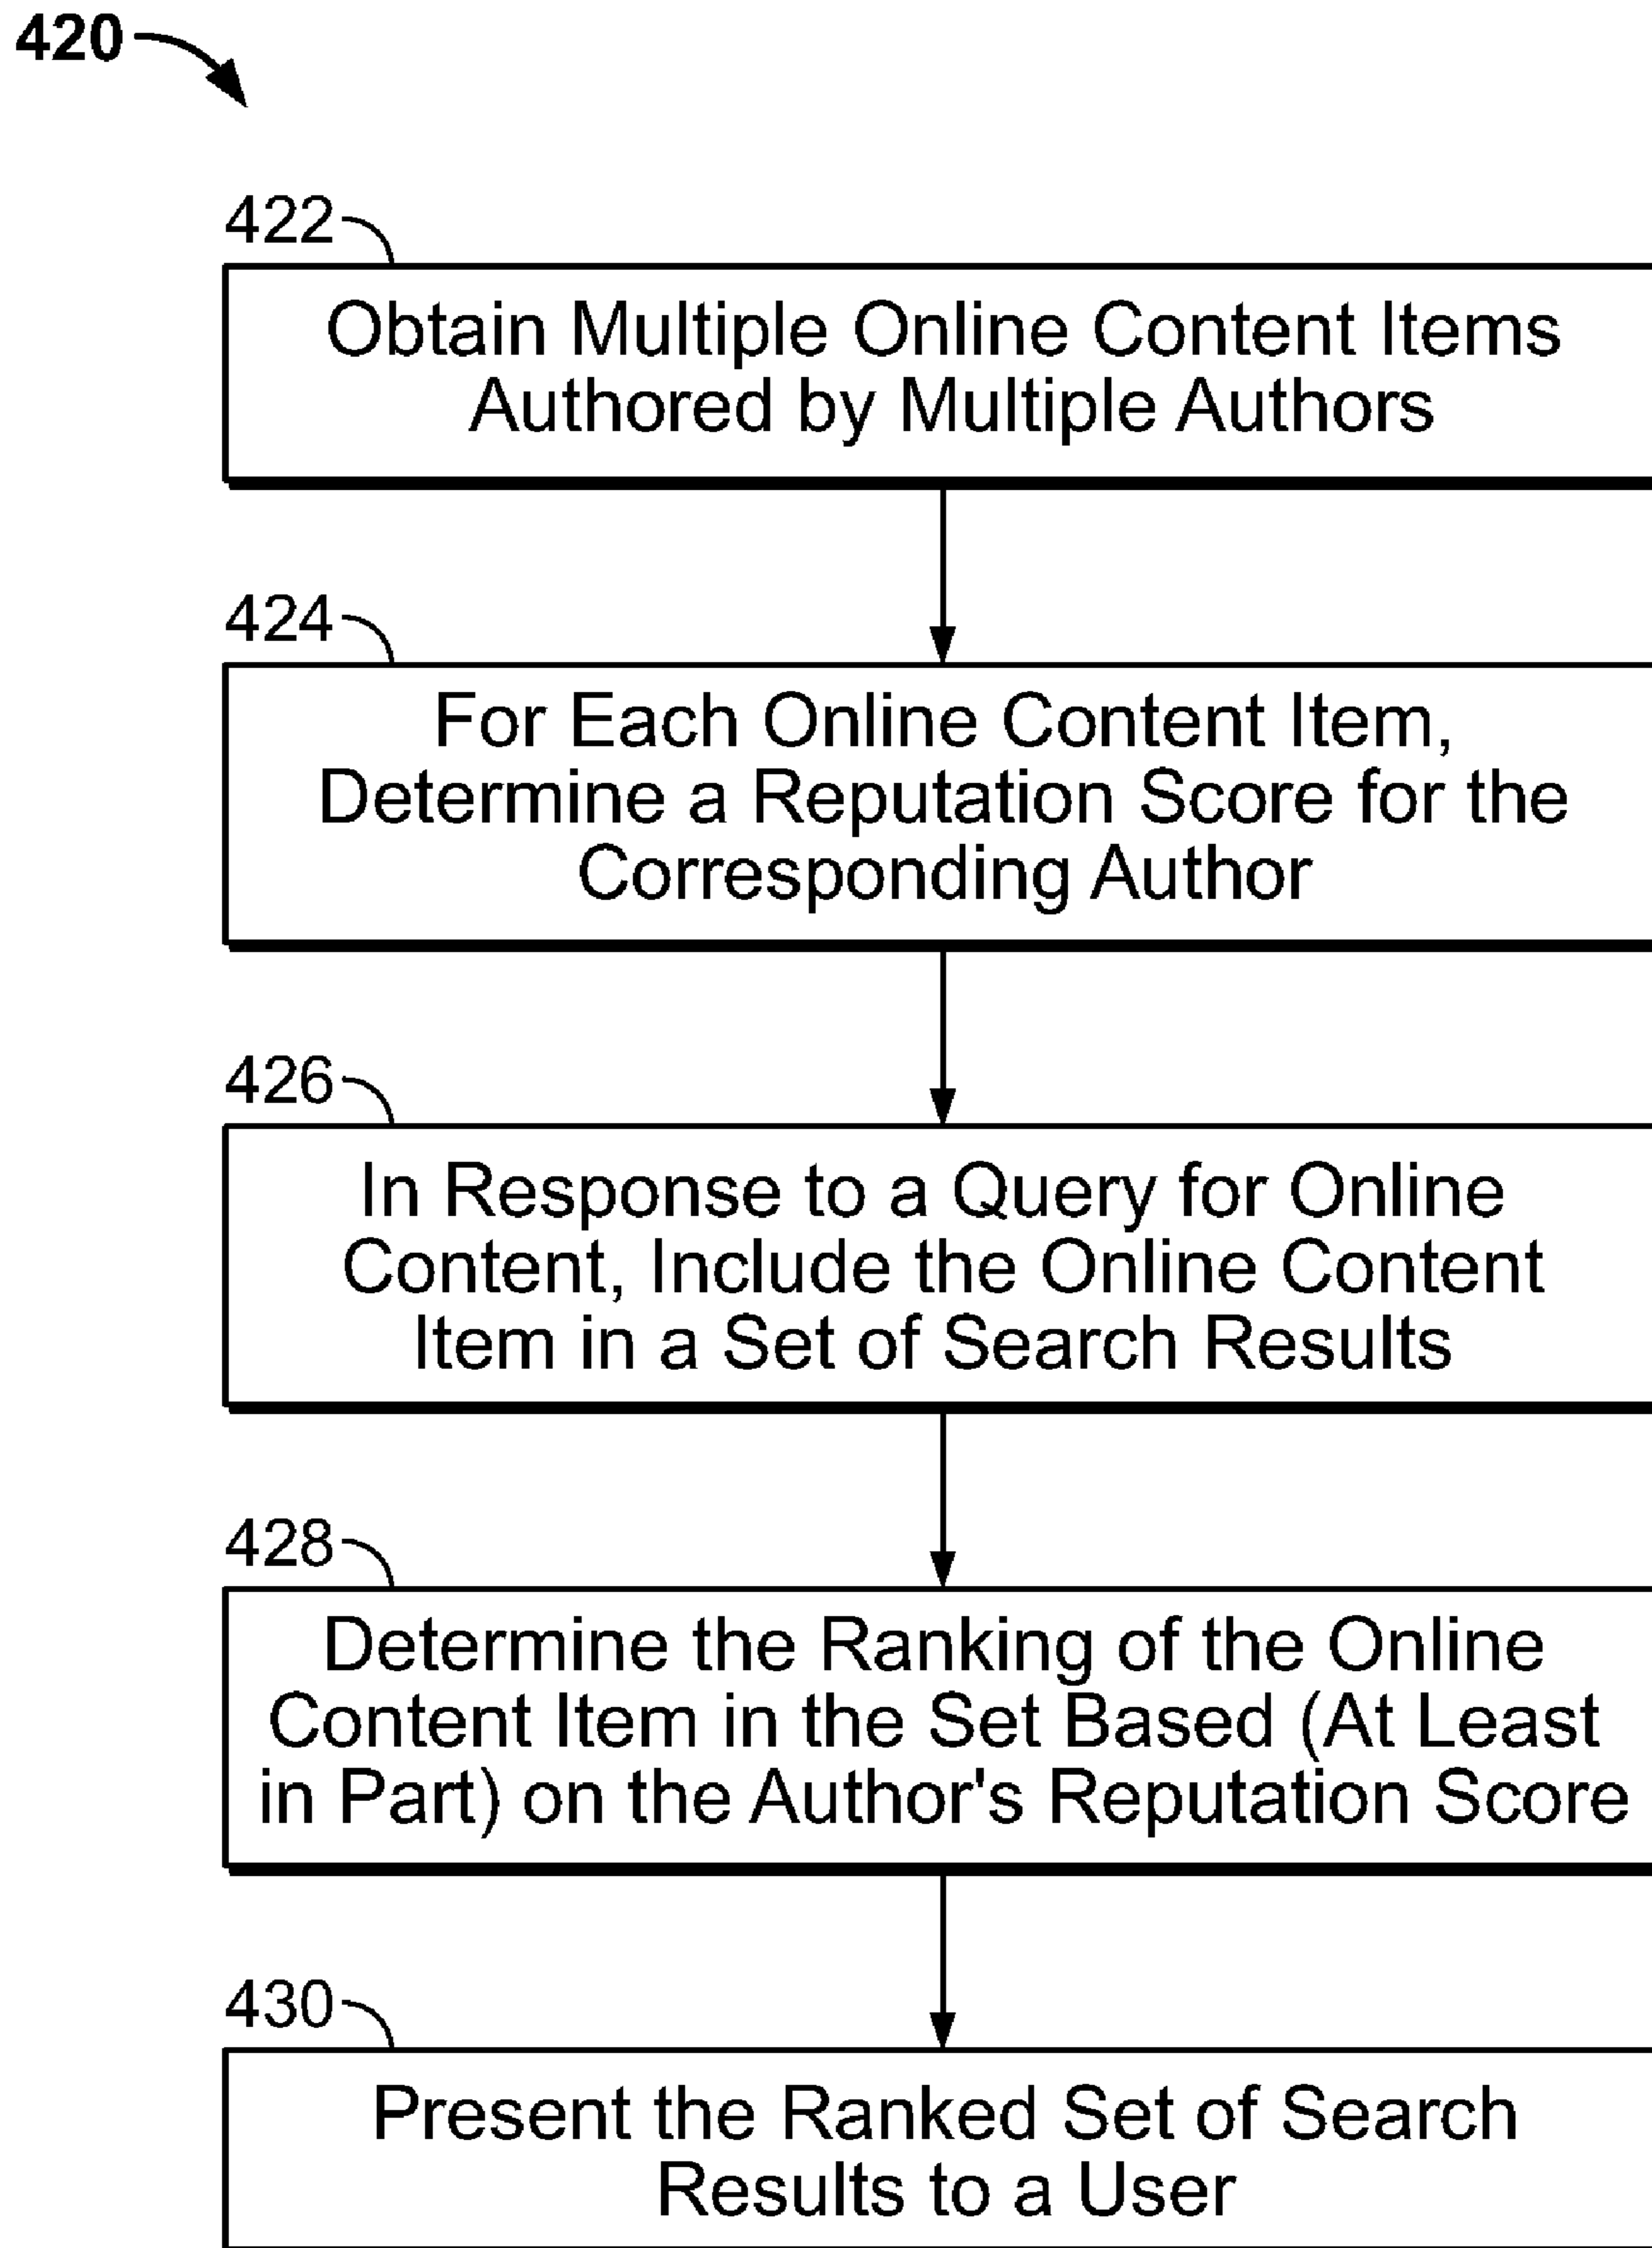 420
422
Obtain Multiple Online Content Items
Authored by Multiple Authors
424
For Each Online Content Item,
Determine a Reputation Score for the
Corresponding Author
426
In Response to a Query for Online
Content, Include the Online Content
Item in a Set of Search Results
428
Determine the Ranking of the Online
Content Item in the Set Based (At Least
in Part) on the Author's Reputation Score
430
Present the Ranked Set of Search
Results to a User